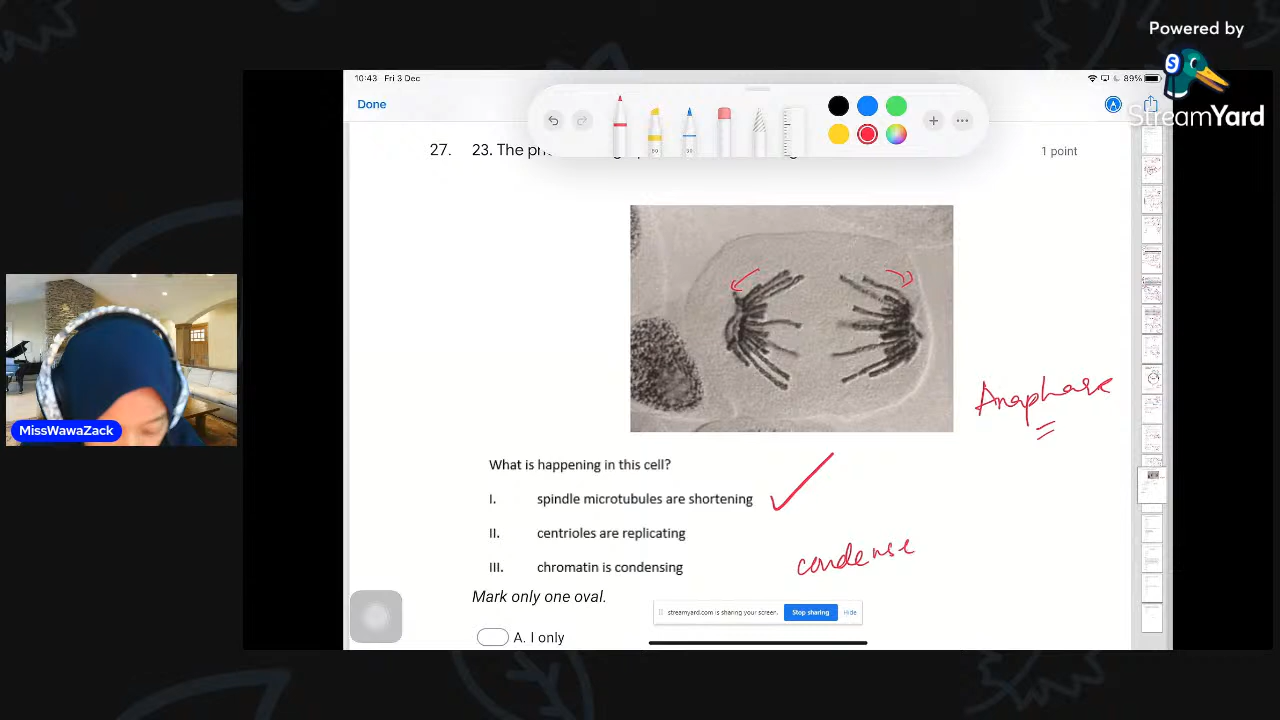 Powered by
StreamYard
10:43 Fri 3 Dec
89%
Done
27. 23. The
1 point
Anaphase
MissWawaZack
What is happening in this cell?
I. spindle microtubules are shortening
II. centrioles are replicating
condense
III. chromatin is condensing
Mark only one oval.
streamyard.com is sharing your screen. Stop sharing Hide
A. I only